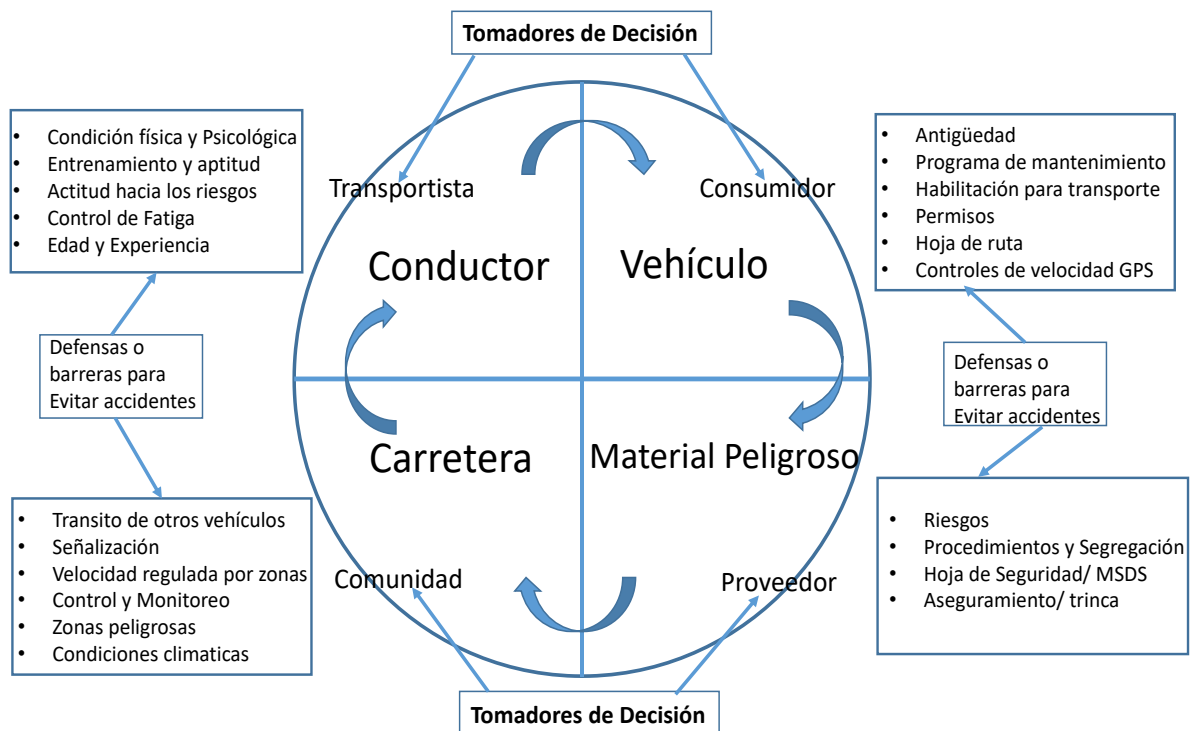 Tomadores de Decisión
Condición física y Psicológica
Entrenamiento y aptitud
Actitud hacia los riesgos
Control de Fatiga
Edad y Experiencia
Transportista
Consumidor
Antigüedad
Programa de mantenimiento
Habilitación para transporte
Permisos
Hoja de ruta
Controles de velocidad GPS
Conductor
Vehículo
Defensas o
barreras para
Evitar accidentes
Defensas o
barreras para
Evitar accidentes
Carretera
Material Peligroso
Transito de otros vehículos
Señalización
Velocidad regulada por zonas
Control y Monitoreo
Zonas peligrosas
Condiciones climaticas
Comunidad
Proveedor
Riesgos
Procedimientos y Segregación
Hoja de Seguridad/ MSDS
Aseguramiento/ trinca
Tomadores de Decisión